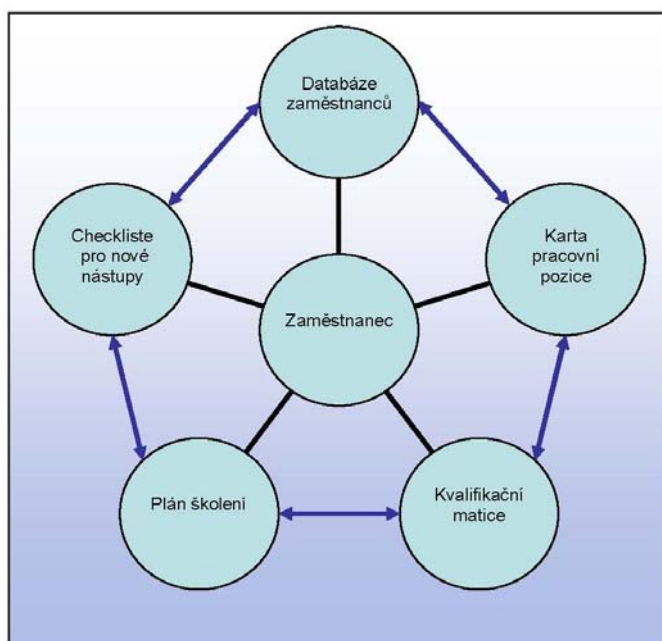 Databáze
zaměstnanců
Checkliste
pro nové
nástupy
Karta
pracovní
pozice
Zaměstnanec
Plán školení
Kvalifikační
matice